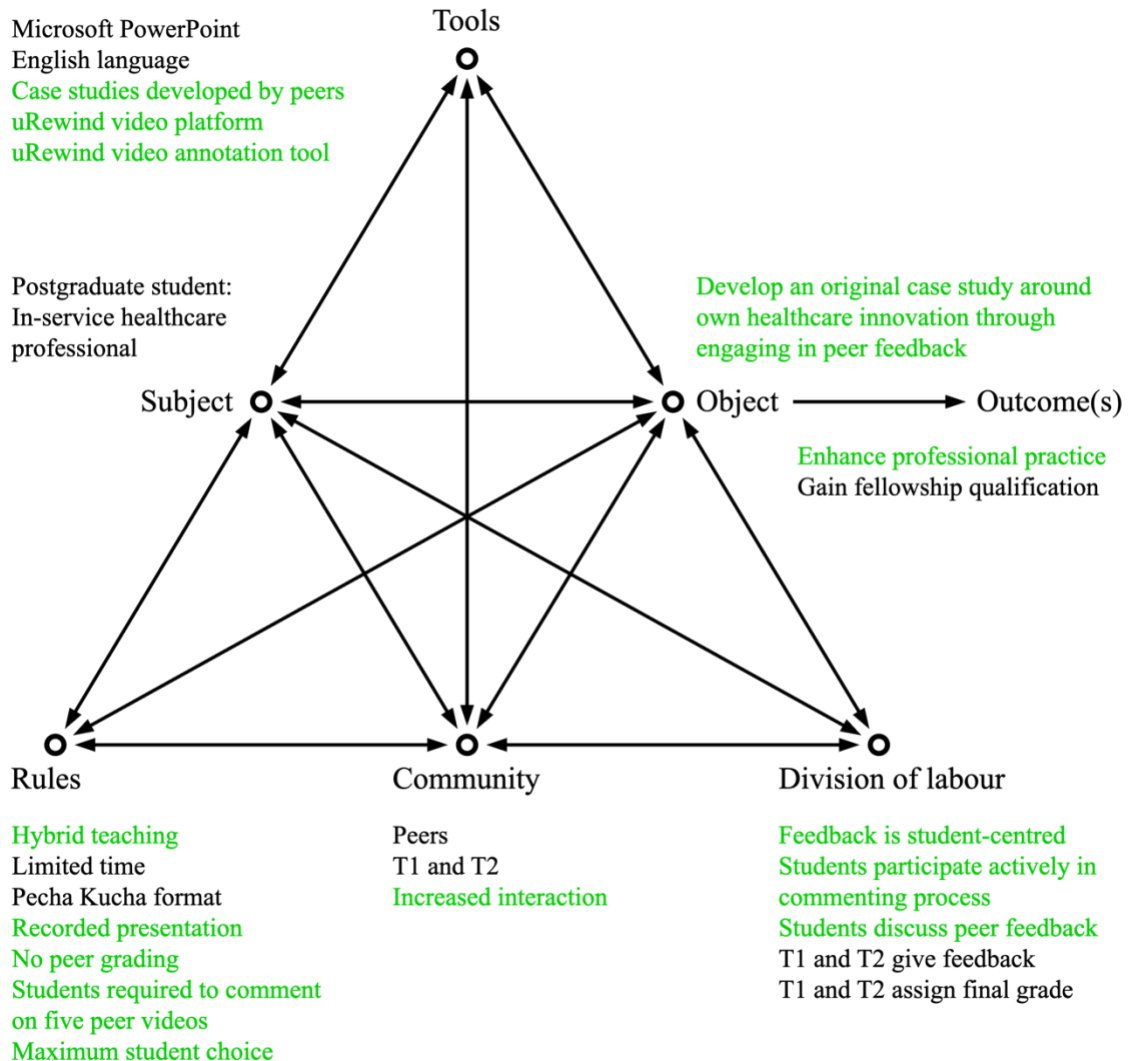 Tools
Microsoft PowerPoint
English language
Case studies developed by peers
uRewind video platform
uRewind video annotation tool
Postgraduate student:
In-service healthcare
professional
Develop an original case study around
own healthcare innovation through
engaging in peer feedback
Subject
Object
Outcome(s)
Enhance professional practice
Gain fellowship qualification
Rules
Hybrid teaching
Limited time
Pecha Kucha format
Recorded presentation
No peer grading
Students required to comment
on five peer videos
Maximum student choice
Community
Peers
T1 and T2
Increased interaction
Division of labour
Feedback is student-centred
Students participate actively in
commenting process
Students discuss peer feedback
T1 and T2 give feedback
T1 and T2 assign final grade